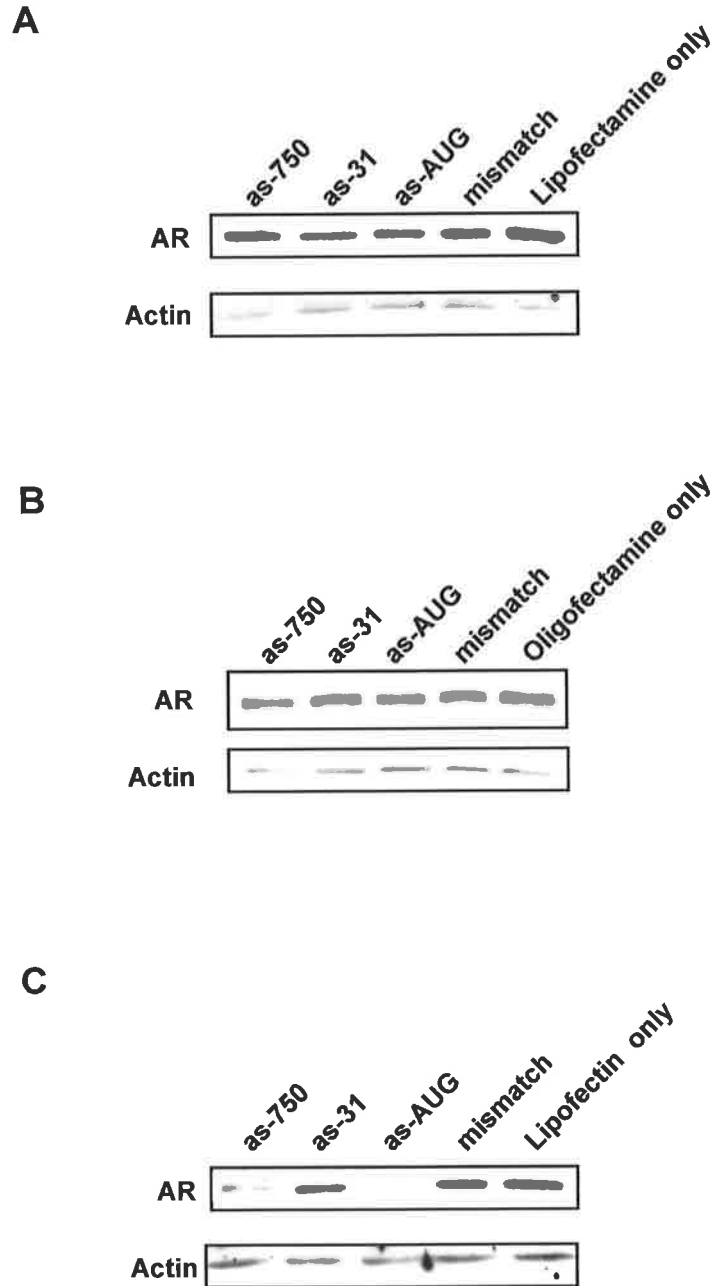 A
as-750
as-31
as-AUG
mismatch
Lipofectamine only
AR
Actin
B
as-750
as-31
as-AUG
mismatch
Oligofectamine only
AR
Actin
C
as-750
as-31
as-AUG
mismatch
Lipofectin only
AR
Actin